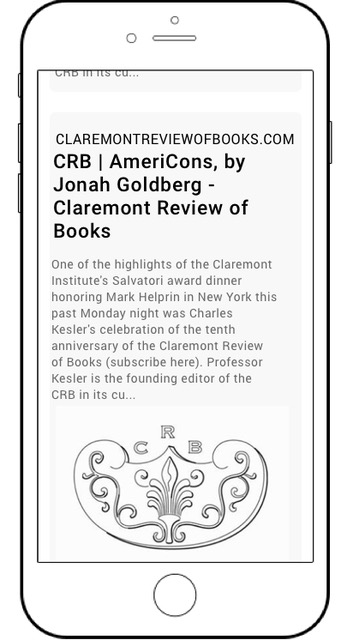 CRB in its cu...
CLAREMONTREVIEWOFBOOKS.COM
CRB | AmeriCons, by
Jonah Goldberg -
Claremont Review of
Books
One of the highlights of the Claremont
Institute's Salvatori award dinner
honoring Mark Helprin in New York this
past Monday night was Charles
Kesler's celebration of the tenth
anniversary of the Claremont Review
of Books (subscribe here). Professor
Kesler is the founding editor of the
CRB in its cu...
C R B